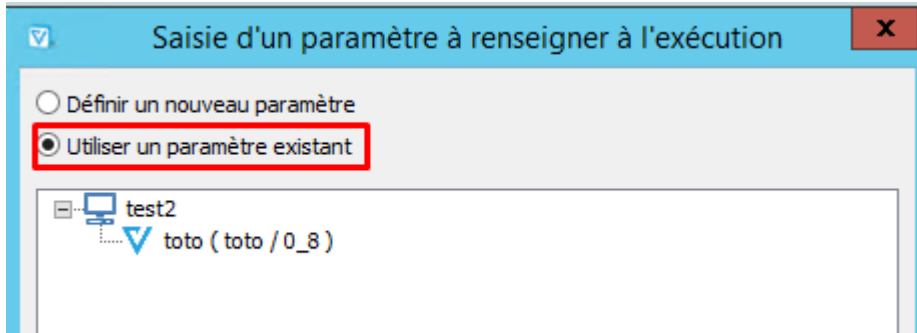 Saisie d'un paramètre à renseigner à l'exécution
Définir un nouveau paramètre
Utiliser un paramètre existant
test2
toto ( toto / 0_8 )